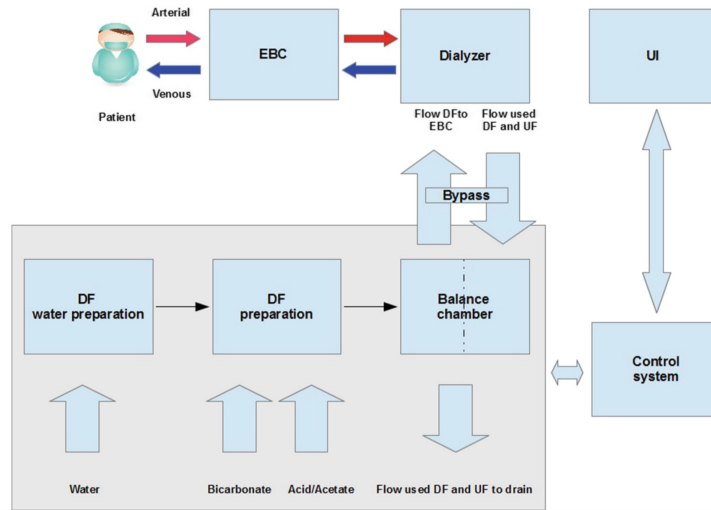 Arterial
EBC
Dialyzer
UI
Venous
Patient
Flow DFto
EBC
Flow used
DF and UF
Bypass
DF
water preparation
DF
preparation
Balance
chamber
Control
system
Water
Bicarbonate
Acid/Acetate
Flow used DF and UF to drain